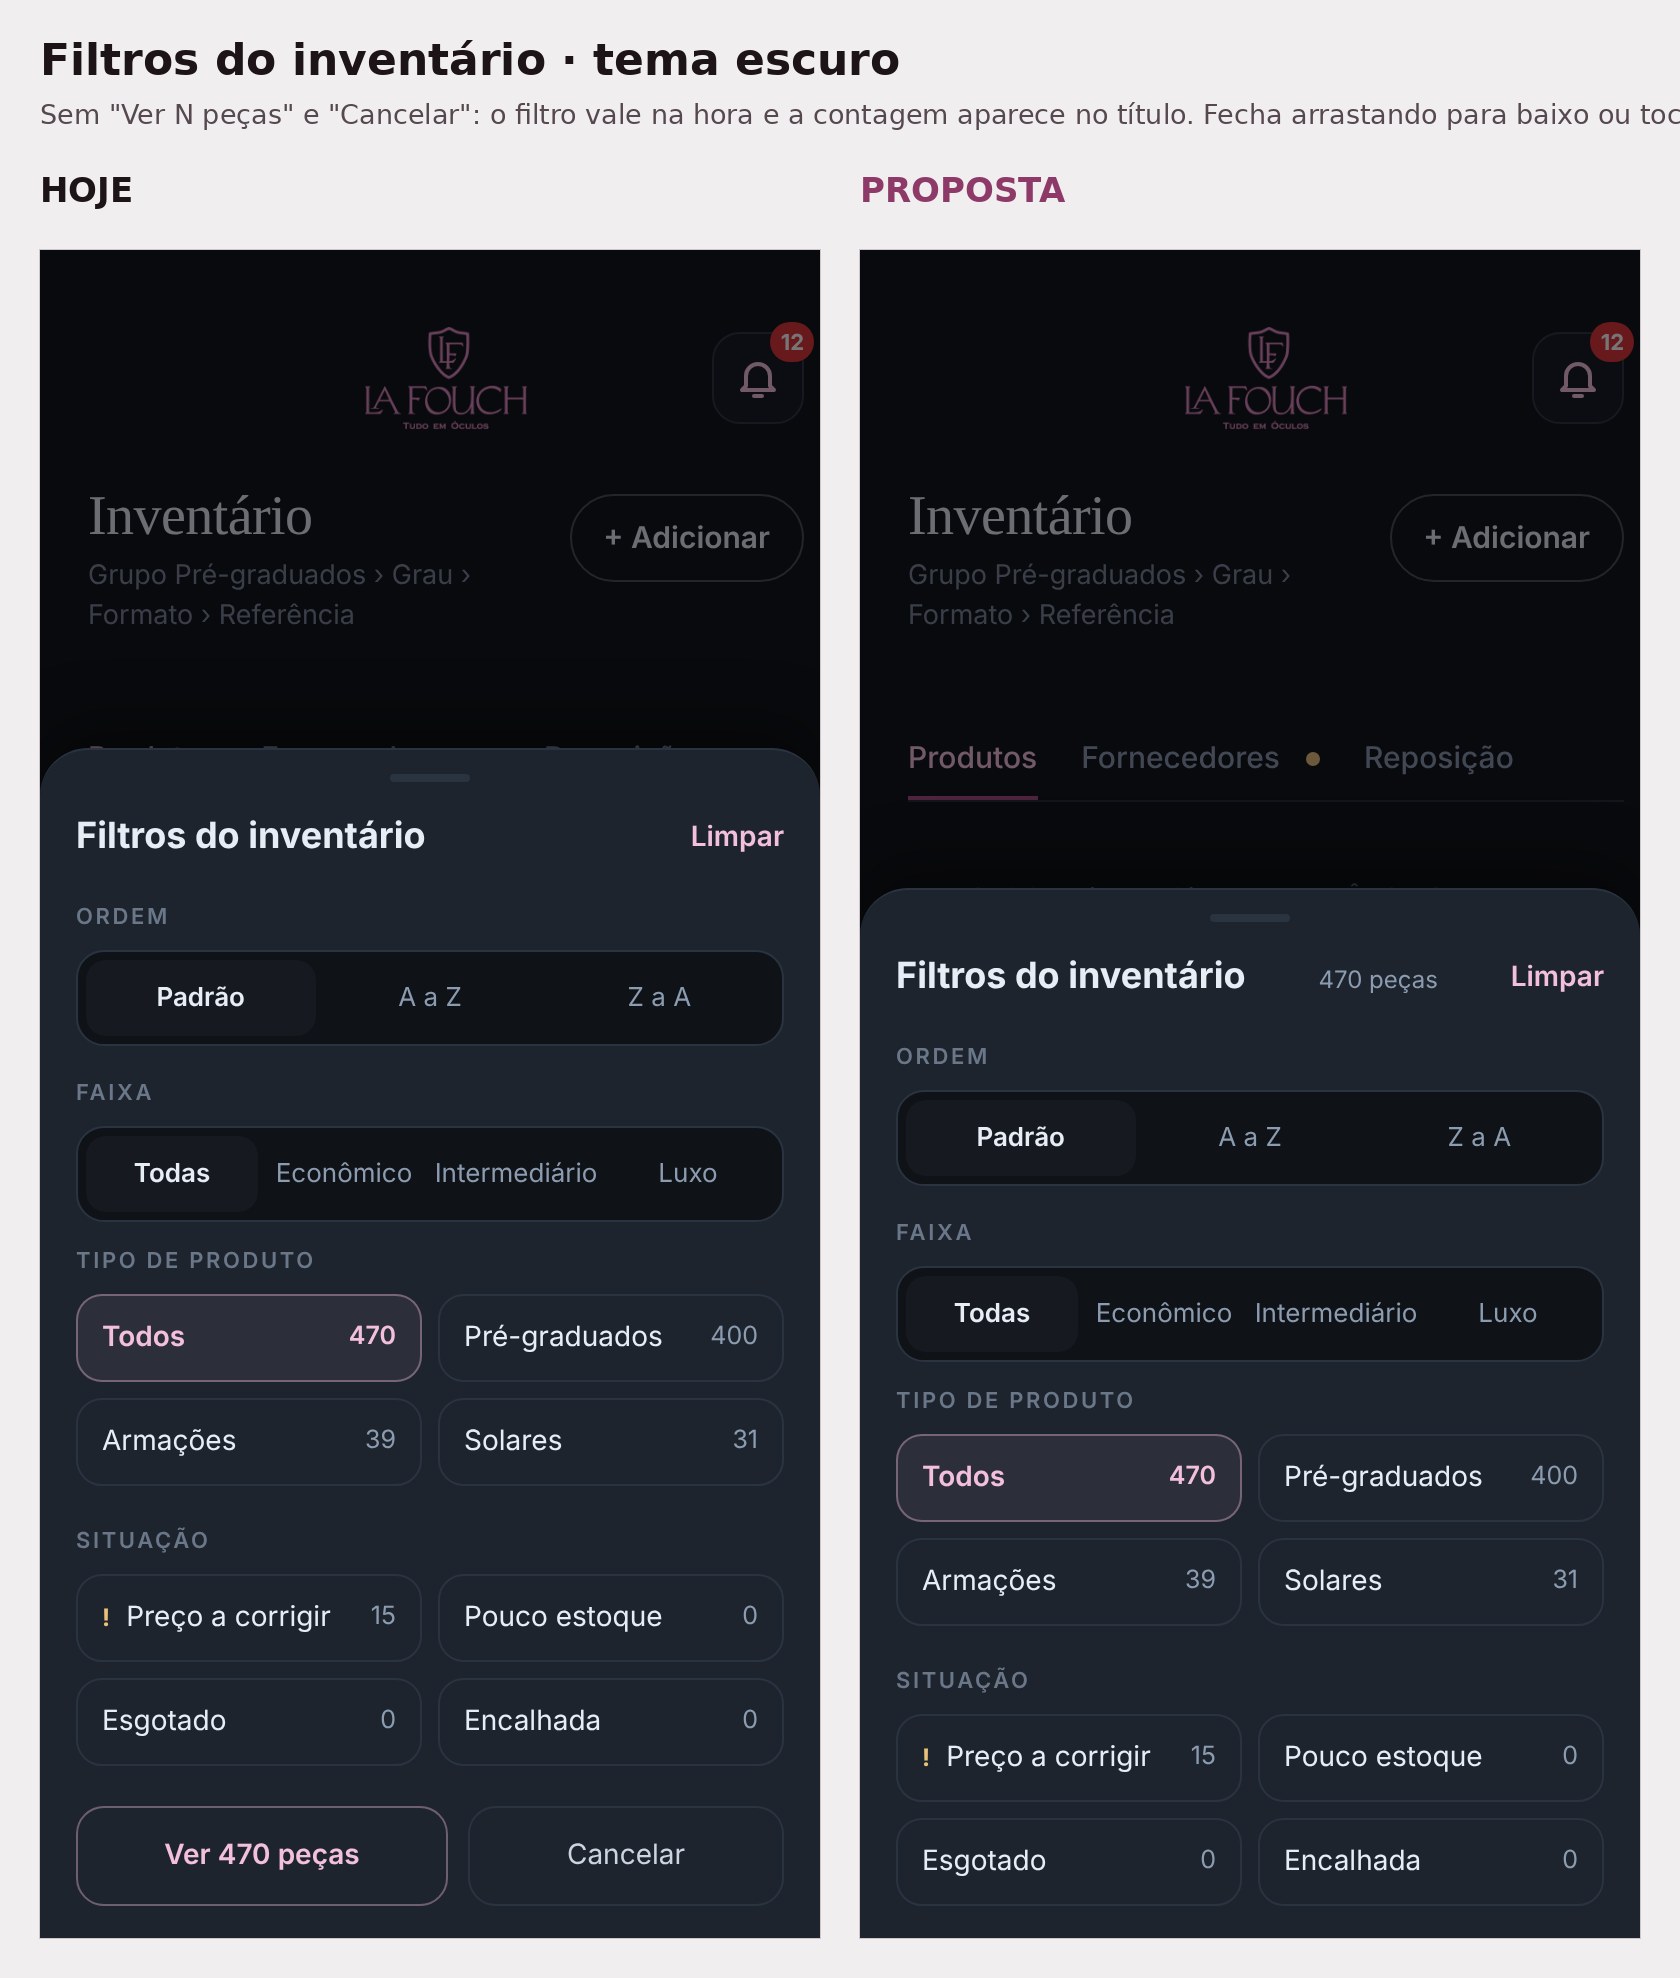 Filtros do inventário · tema escuro
Sem "Ver N peças" e "Cancelar": o filtro vale na hora e a contagem aparece no título. Fecha arrastando para baixo ou
HOJE
12
LF
LA FOUCH
TUDO EM ÓCULOS
Inventário
+ Adicionar
Grupo Pré-graduados › Grau ›
Formato › Referência
Filtros do inventário
Limpar
ORDEM
Padrão
A a Z
Z a A
FAIXA
Todas
Econômico
Intermediário
Luxo
TIPO DE PRODUTO
Todos 470
Pré-graduados 400
Armações 39
Solares 31
SITUAÇÃO
! Preço a corrigir 15
Pouco estoque 0
Esgotado 0
Encalhada 0
Ver 470 peças
Cancelar
PROPOSTA
12
LF
LA FOUCH
TUDO EM ÓCULOS
Inventário
+ Adicionar
Grupo Pré-graduados › Grau ›
Formato › Referência
Produtos
Fornecedores
Reposição
Filtros do inventário
470 peças
Limpar
ORDEM
Padrão
A a Z
Z a A
FAIXA
Todas
Econômico
Intermediário
Luxo
TIPO DE PRODUTO
Todos 470
Pré-graduados 400
Armações 39
Solares 31
SITUAÇÃO
! Preço a corrigir 15
Pouco estoque 0
Esgotado 0
Encalhada 0